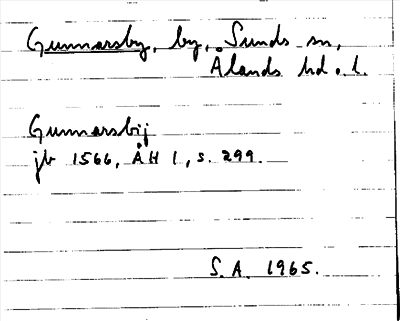 Gunnarsby, by, Sunds sn,
Ålands hd o. l.
Gunnarsbij
jb 1566, ÅH 1, s. 299.
S.A. 1965.